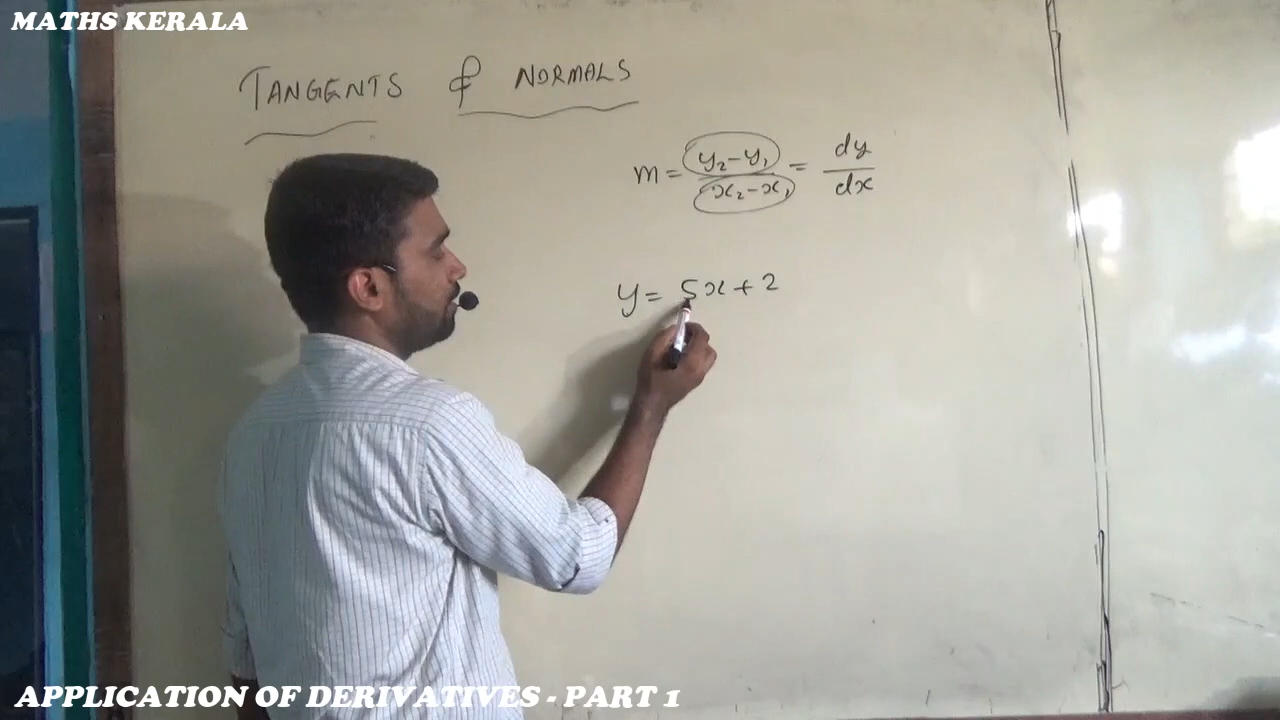 MATHS KERALA
TANGENTS & NORMALS
m = y₂-y₁/x₂-x₁ = dy/dx
y = 5x + 2
APPLICATION OF DERIVATIVES - PART 1